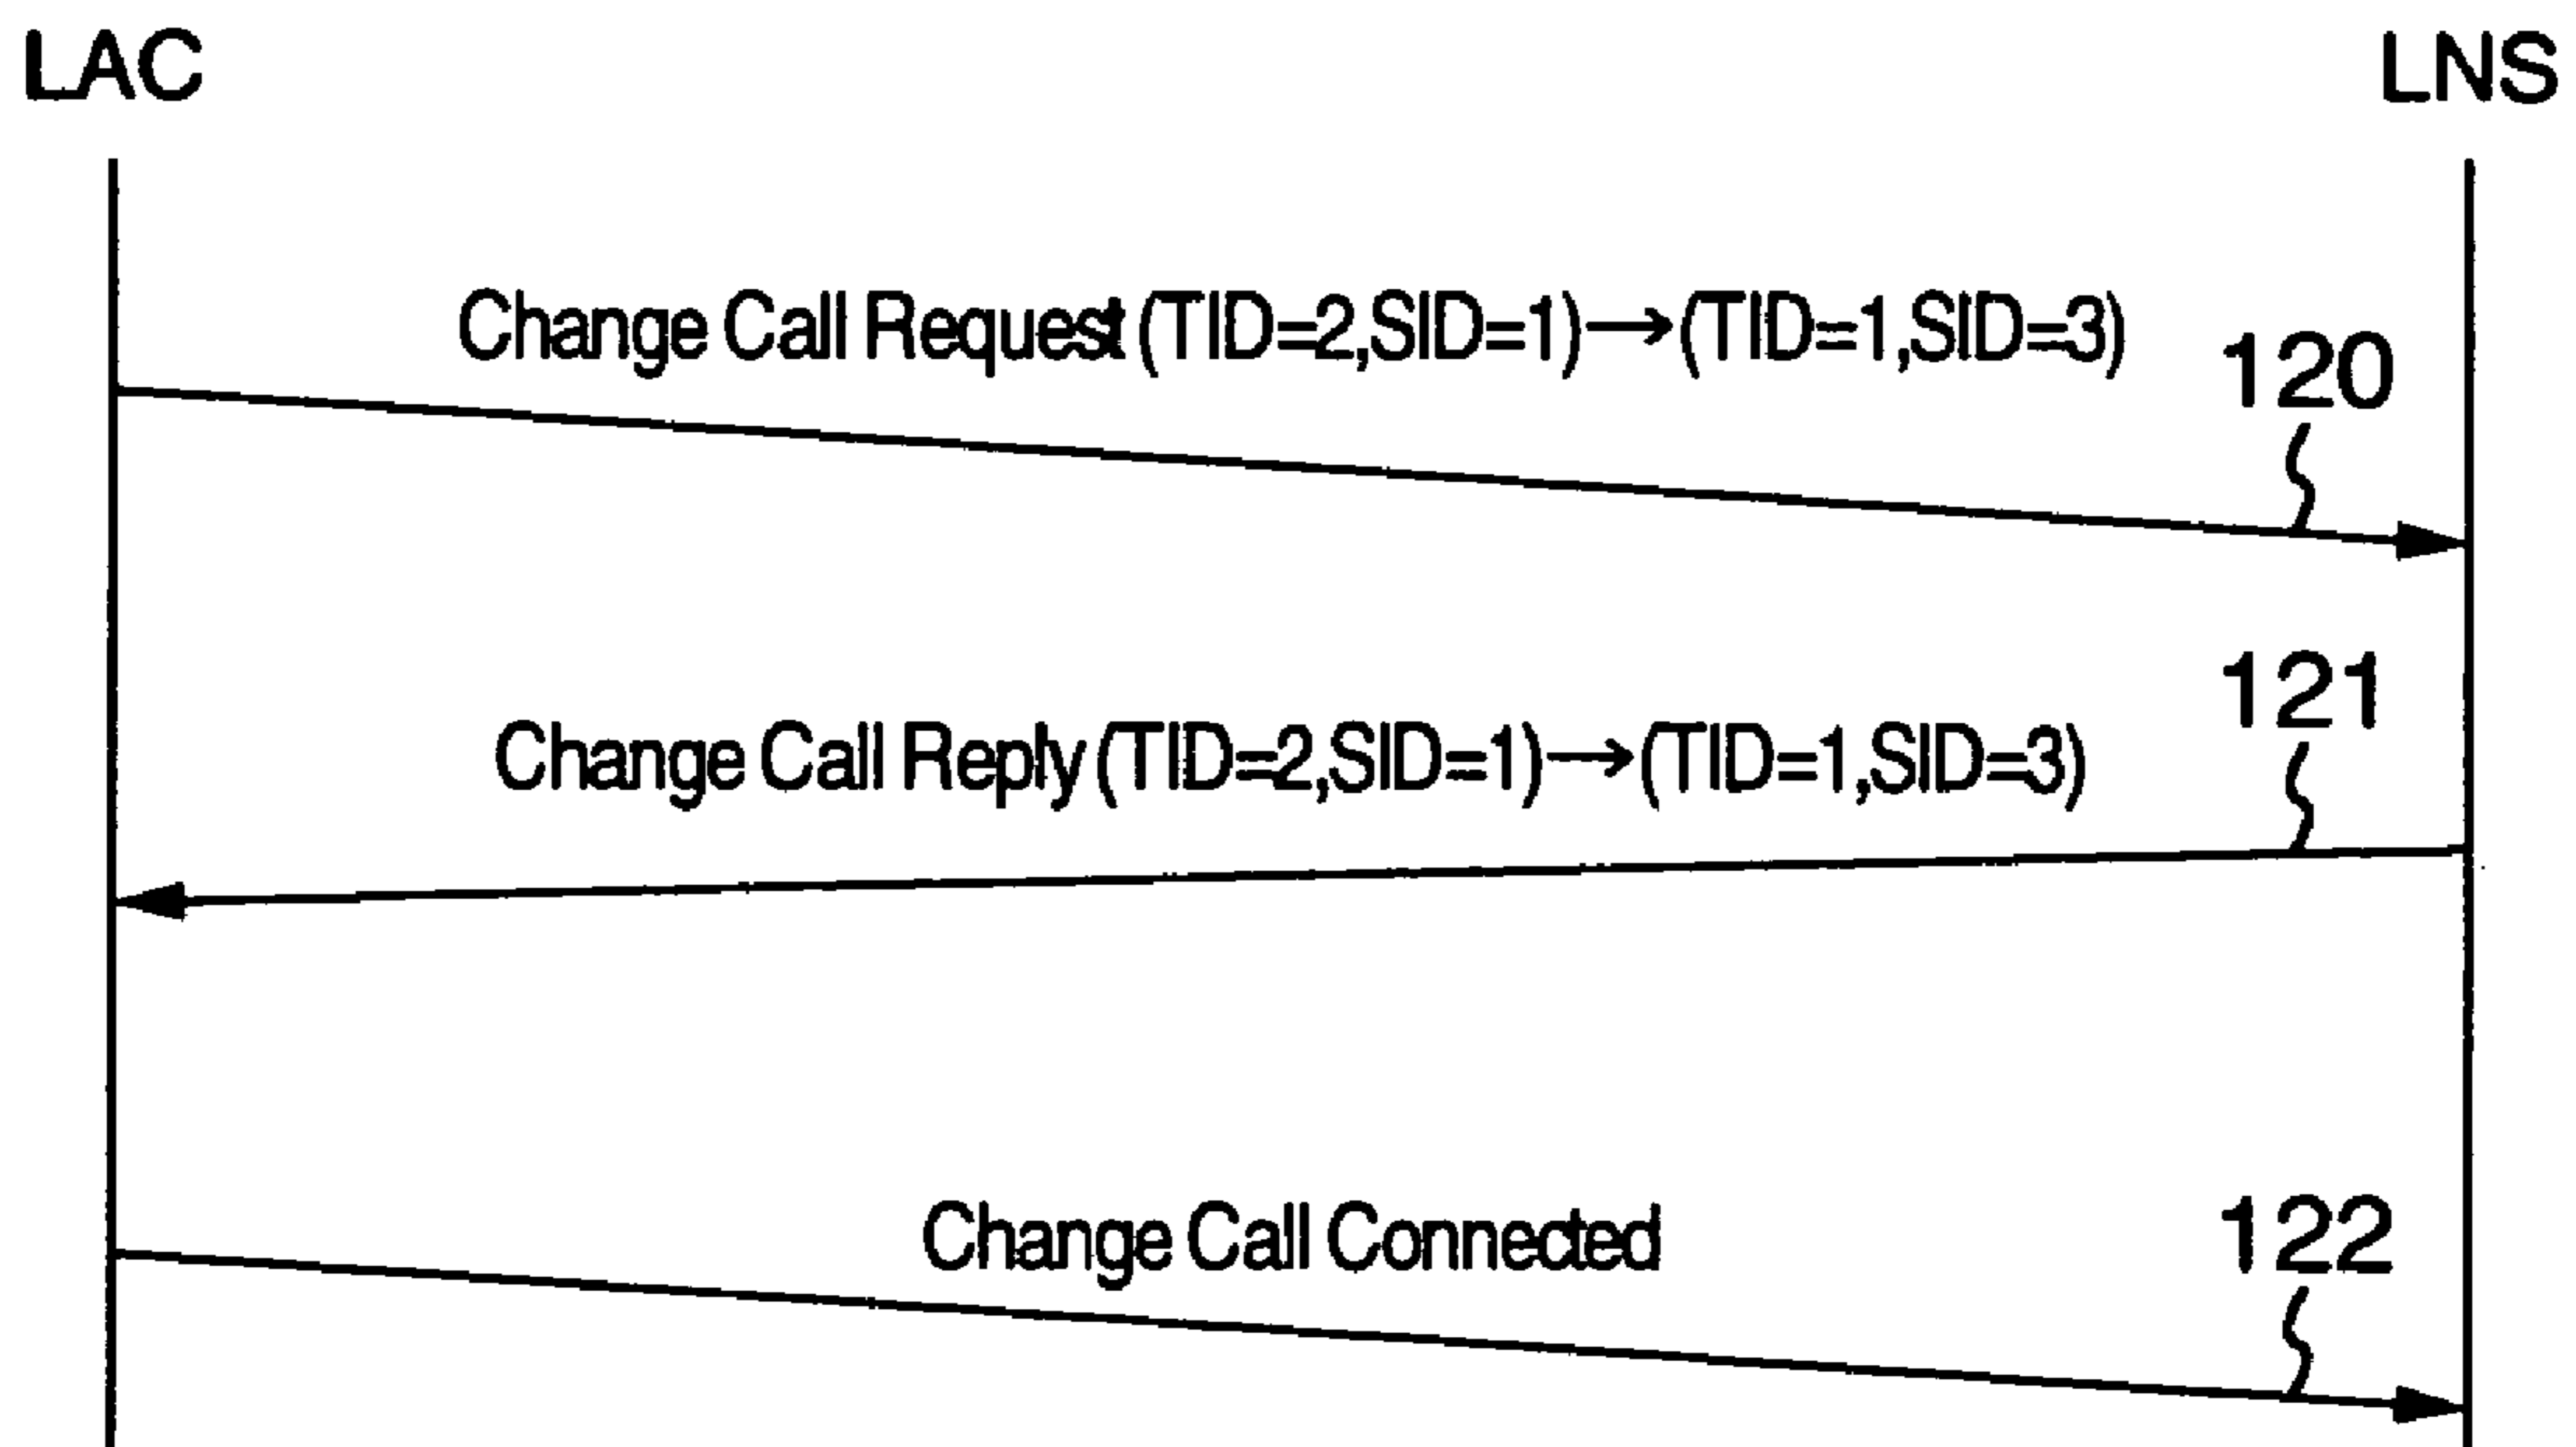 LAC
LNS
Change Call Request (TID=2,SID=1)→(TID=1,SID=3)
120
121
Change Call Reply (TID=2,SID=1)→(TID=1,SID=3)
Change Call Connected
122